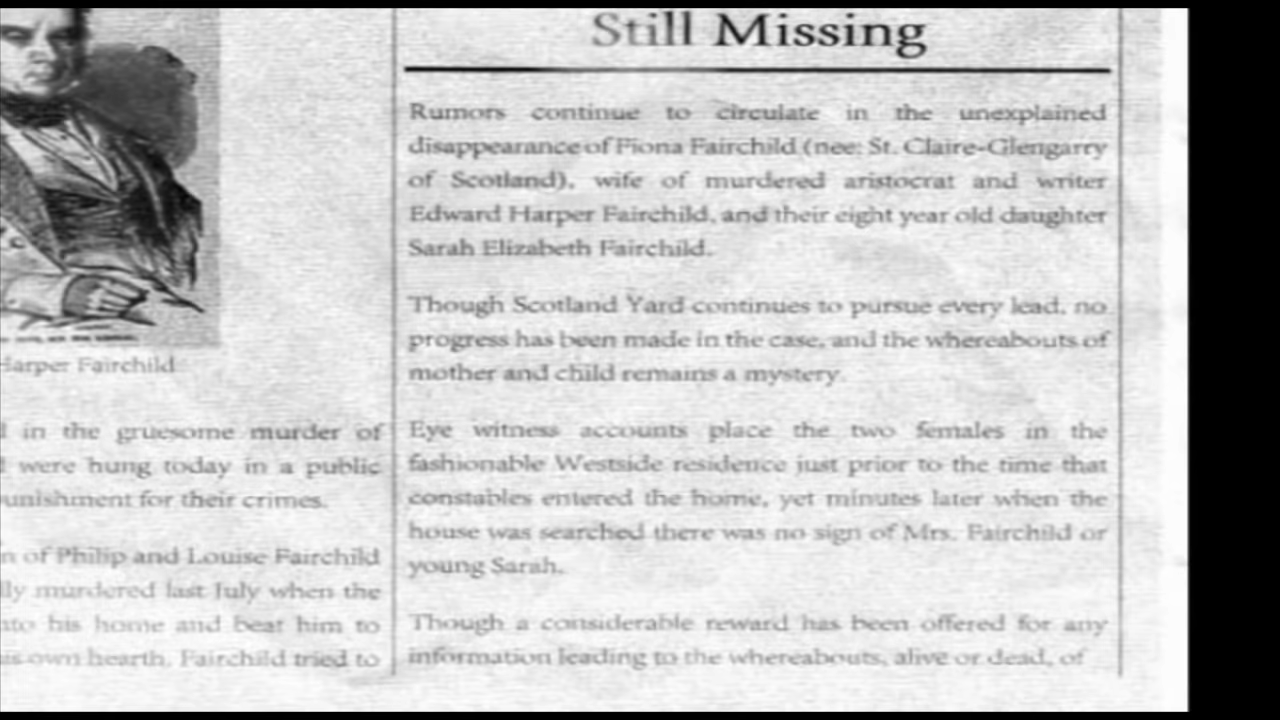 Harper Fairchild
in the gruesome murder of
were hung today in a public
unishment for their crimes.
n of Philip and Louise Fairchild
lly murdered last July when the
nto his home and beat him to
is own hearth. Fairchild tried to
Still Missing
Rumors continue to circulate in the unexplained
disappearance of Fiona Fairchild (nee: St. Claire-Glengarry
of Scotland), wife of murdered aristocrat and writer
Edward Harper Fairchild, and their eight year old daughter
Sarah Elizabeth Fairchild.
Though Scotland Yard continues to pursue every lead, no
progress has been made in the case, and the whereabouts of
mother and child remains a mystery.
Eye witness accounts place the two females in the
fashionable Westside residence just prior to the time that
constables entered the home, yet minutes later when the
house was searched there was no sign of Mrs. Fairchild or
young Sarah.
Though a considerable reward has been offered for any
information leading to the whereabouts, alive or dead, of